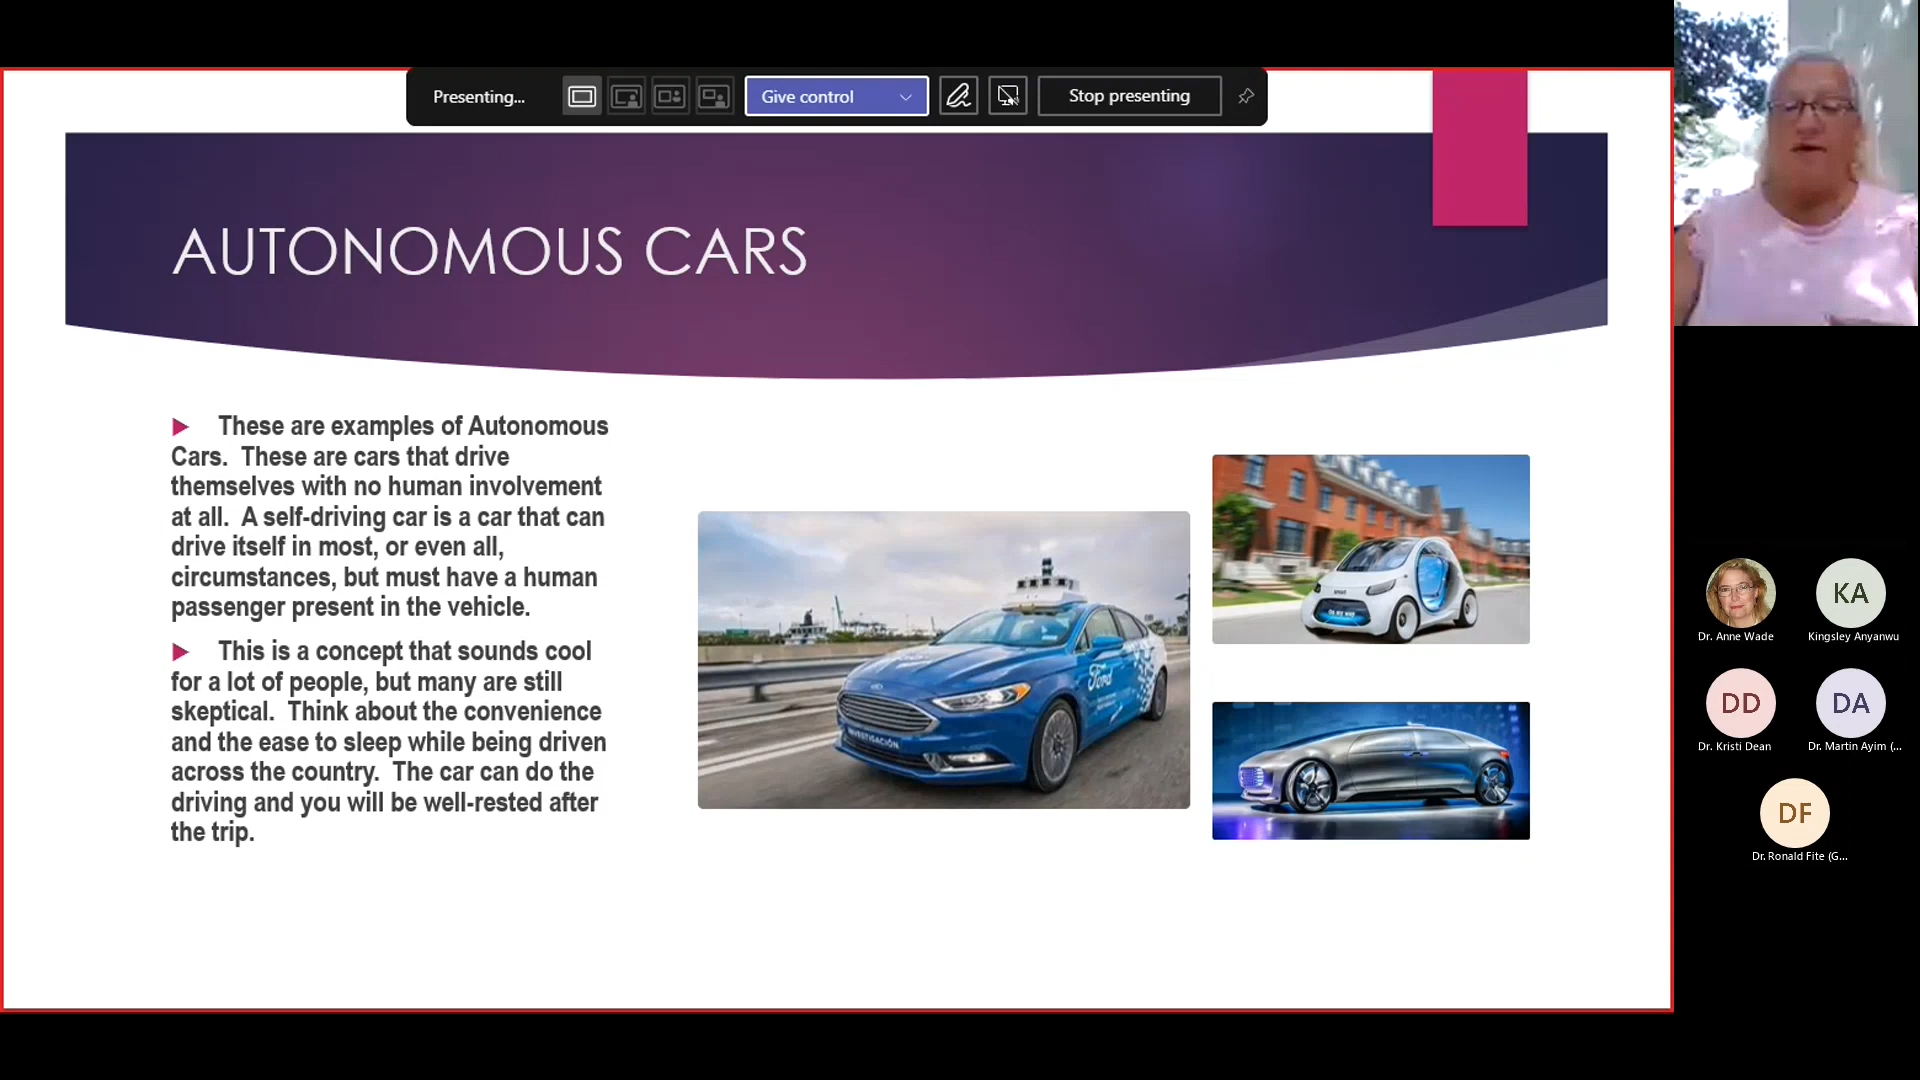 Presenting...
Give control
Stop presenting
AUTONOMOUS CARS
These are examples of Autonomous
Cars. These are cars that drive
themselves with no human involvement
at all. A self-driving car is a car that can
drive itself in most, or even all,
circumstances, but must have a human
passenger present in the vehicle.
This is a concept that sounds cool
for a lot of people, but many are still
skeptical. Think about the convenience
and the ease to sleep while being driven
across the country. The car can do the
driving and you will be well-rested after
the trip.
Ford
INVESTIGACIÓN
smart
Dr. Anne Wade
KA
Kingsley Anyanwu
DD
Dr. Kristi Dean
DA
Dr. Martin Ayim (...
DF
Dr. Ronald Fite (G...